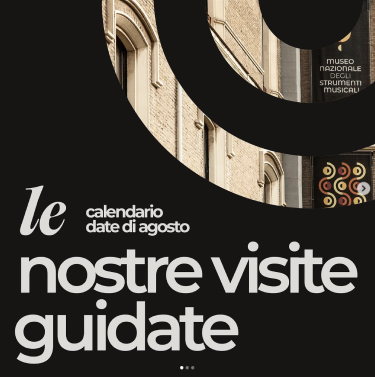 MUSEO
NAZIONALE
DEGLI
STRUMENTI
MUSICALI
le
calendario
date di agosto
nostre visite
guidate